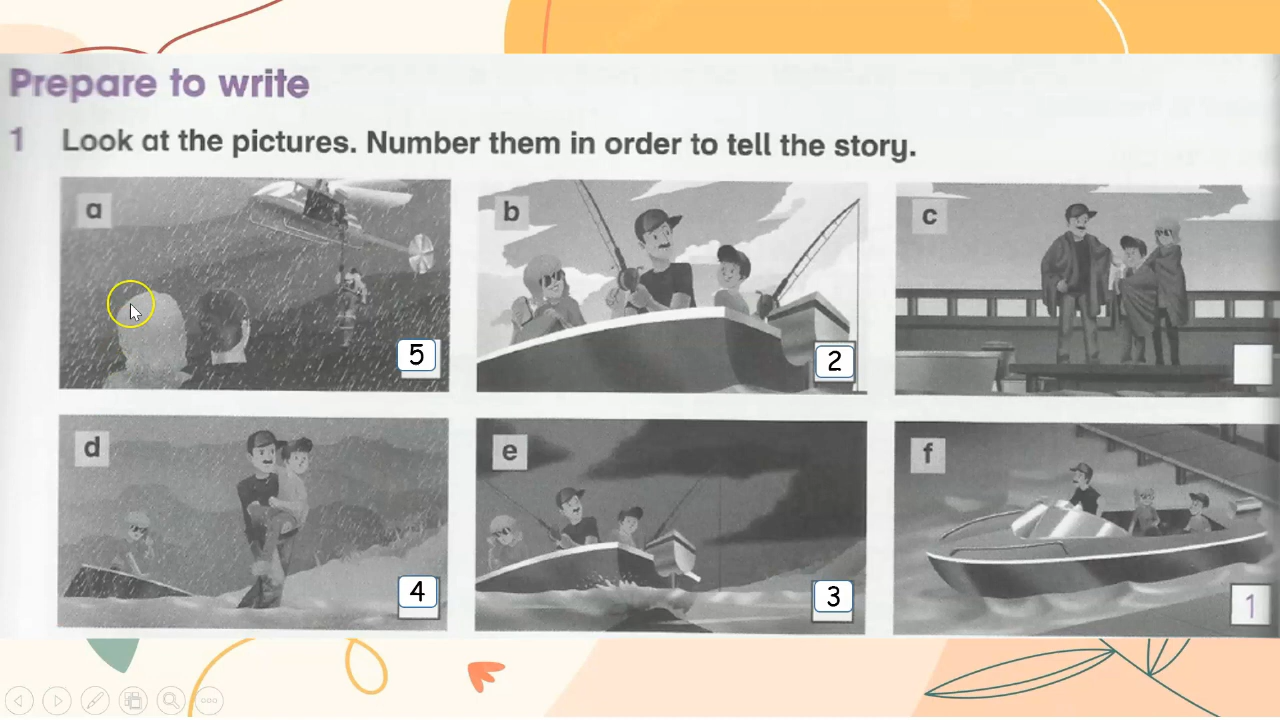 Prepare to write
1 Look at the pictures. Number them in order to tell the story.
a
5
b
2
c
d
4
e
3
f
1